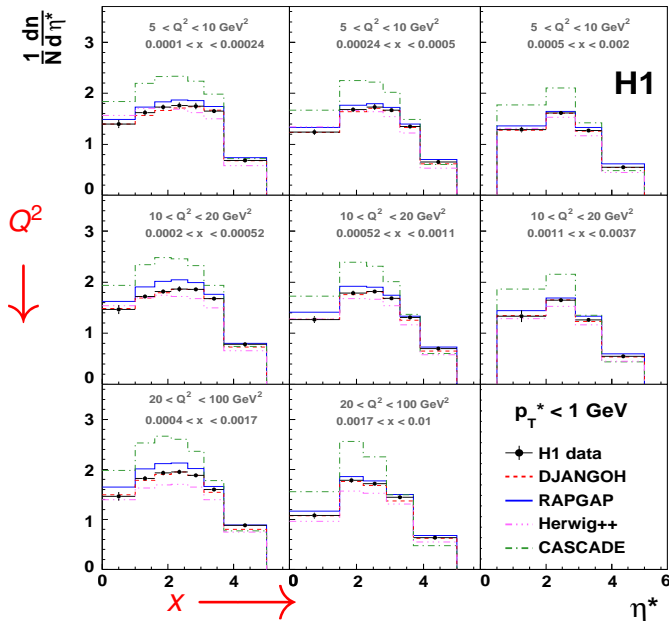 1 dn
N d η*
5 < Q² < 10 GeV²
0.0001 < x < 0.00024
5 < Q² < 10 GeV²
0.00024 < x < 0.0005
5 < Q² < 10 GeV²
0.0005 < x < 0.002
H1
3
2
1
0
Q²
10 < Q² < 20 GeV²
0.0002 < x < 0.00052
10 < Q² < 20 GeV²
0.00052 < x < 0.0011
10 < Q² < 20 GeV²
0.0011 < x < 0.0037
3
2
1
0
20 < Q² < 100 GeV²
0.0004 < x < 0.0017
20 < Q² < 100 GeV²
0.0017 < x < 0.01
3
2
1
0
p_T* < 1 GeV
H1 data
DJANGOH
RAPGAP
Herwig++
CASCADE
0 2 4 0 2 4 0 2 4 6
x
η*